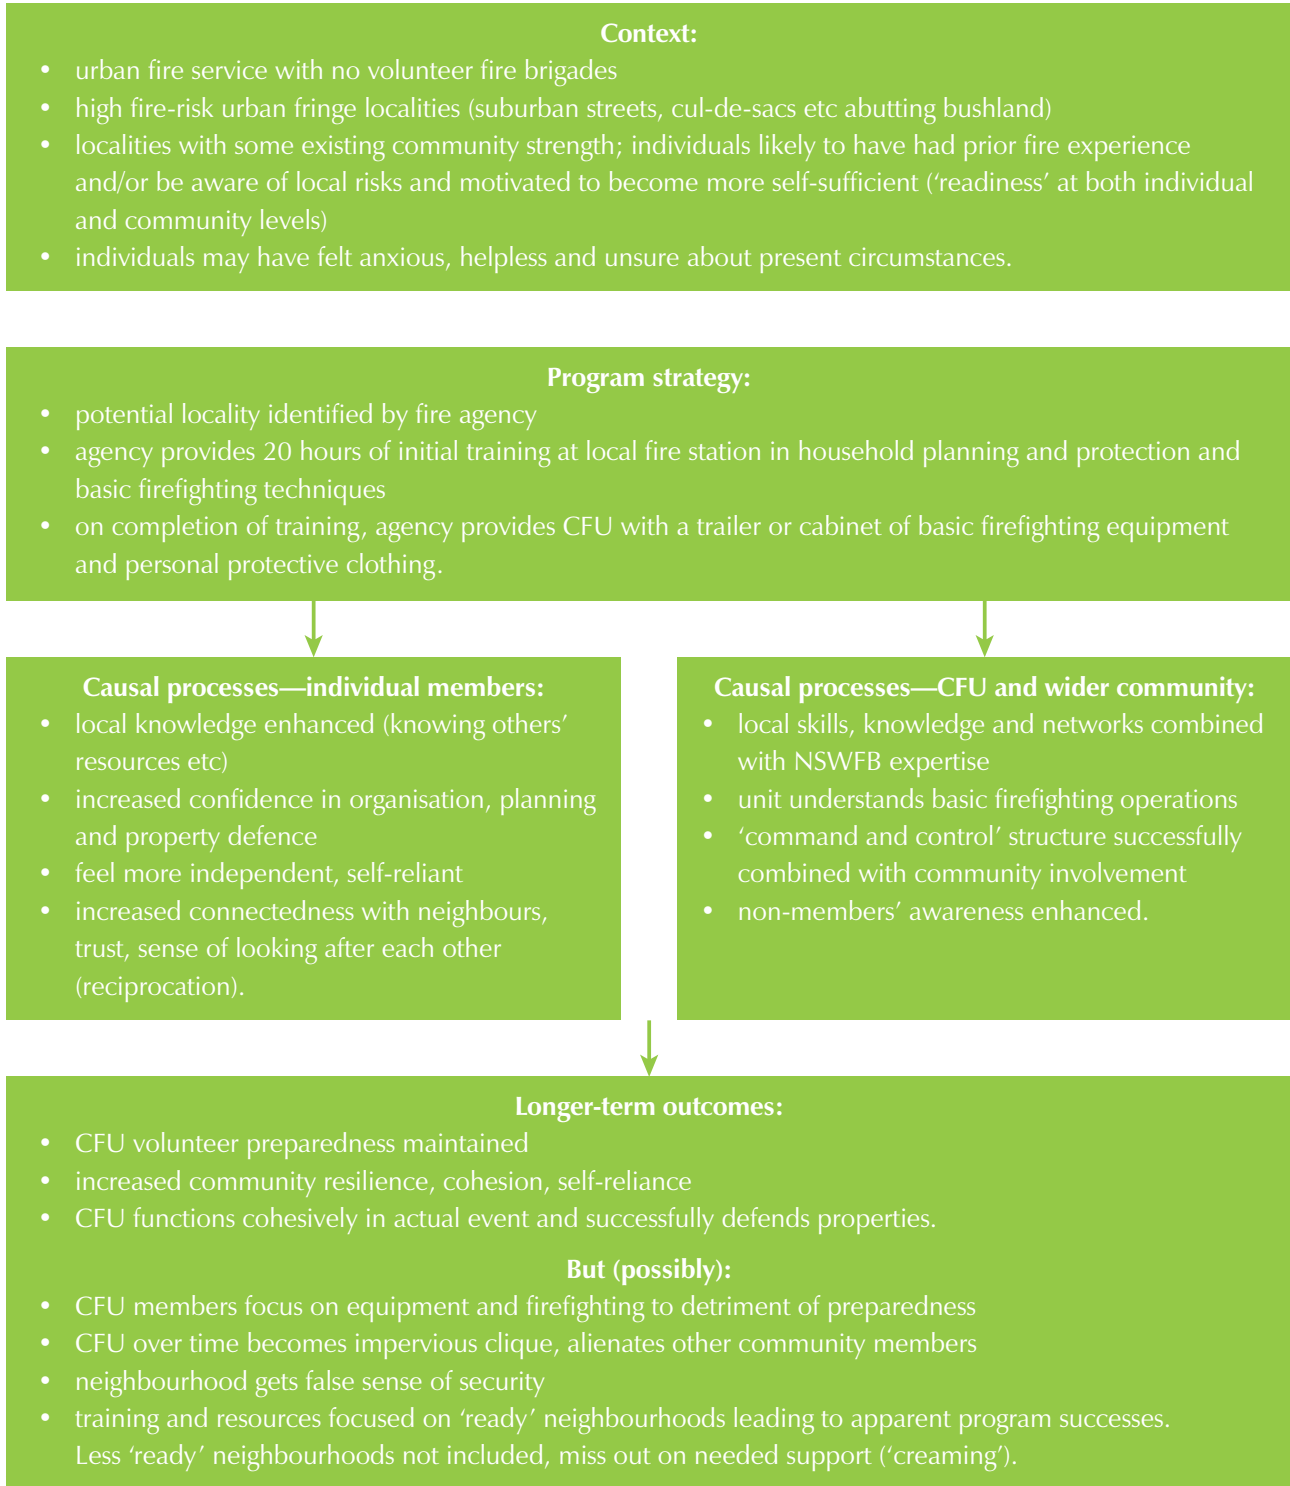 Context:
• urban fire service with no volunteer fire brigades
• high fire-risk urban fringe localities (suburban streets, cul-de-sacs etc abutting bushland)
• localities with some existing community strength; individuals likely to have had prior fire experience
and/or be aware of local risks and motivated to become more self-sufficient (‘readiness’ at both individual
and community levels)
• individuals may have felt anxious, helpless and unsure about present circumstances.
Program strategy:
• potential locality identified by fire agency
• agency provides 20 hours of initial training at local fire station in household planning and protection and
basic firefighting techniques
• on completion of training, agency provides CFU with a trailer or cabinet of basic firefighting equipment
and personal protective clothing.
Causal processes—individual members:
• local knowledge enhanced (knowing others’
resources etc)
• increased confidence in organisation, planning
and property defence
• feel more independent, self-reliant
• increased connectedness with neighbours,
trust, sense of looking after each other
(reciprocation).
Causal processes—CFU and wider community:
• local skills, knowledge and networks combined
with NSWFB expertise
• unit understands basic firefighting operations
• ‘command and control’ structure successfully
combined with community involvement
• non-members’ awareness enhanced.
Longer-term outcomes:
• CFU volunteer preparedness maintained
• increased community resilience, cohesion, self-reliance
• CFU functions cohesively in actual event and successfully defends properties.
But (possibly):
• CFU members focus on equipment and firefighting to detriment of preparedness
• CFU over time becomes impervious clique, alienates other community members
• neighbourhood gets false sense of security
• training and resources focused on ‘ready’ neighbourhoods leading to apparent program successes.
Less ‘ready’ neighbourhoods not included, miss out on needed support (‘creaming’).